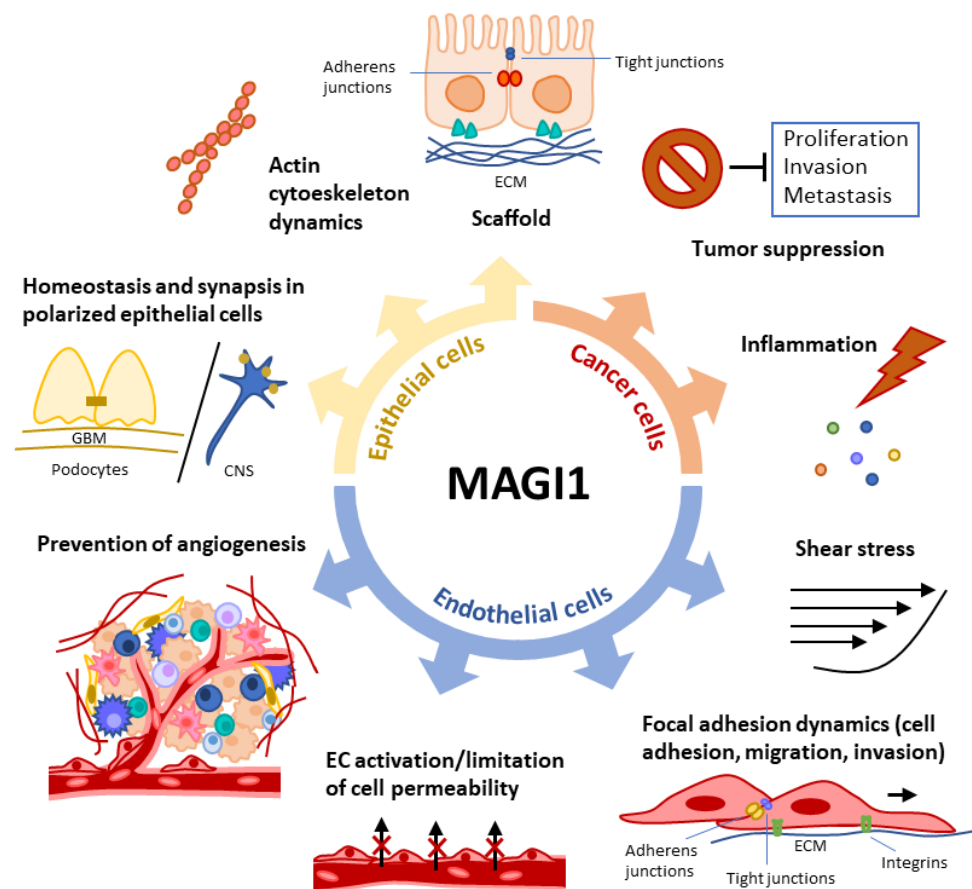 Adherens
junctions
Tight junctions
ECM
Scaffold
Actin
cytoeskeleton
dynamics
Proliferation
Invasion
Metastasis
Tumor suppression
Homeostasis and synapsis in
polarized epithelial cells
GBM
Podocytes
CNS
Inflammation
Epithelial cells
Cancer cells
MAGI1
Endothelial cells
Prevention of angiogenesis
Shear stress
EC activation/limitation
of cell permeability
Focal adhesion dynamics (cell
adhesion, migration, invasion)
Adherens
junctions
Tight junctions
ECM
Integrins